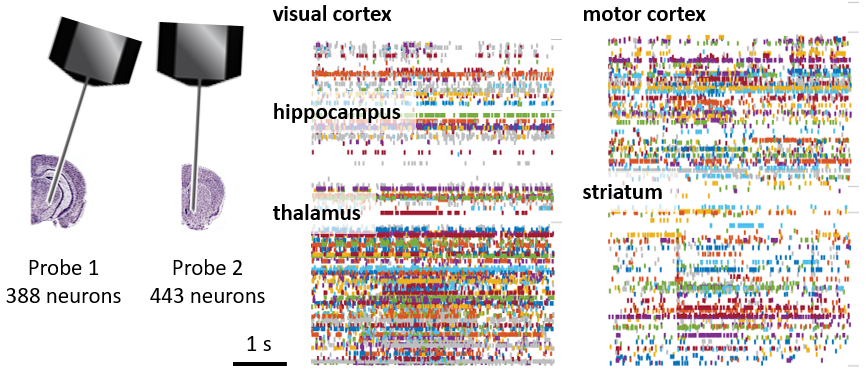 visual cortex
motor cortex
hippocampus
thalamus
striatum
Probe 1
388 neurons
Probe 2
443 neurons
1 s